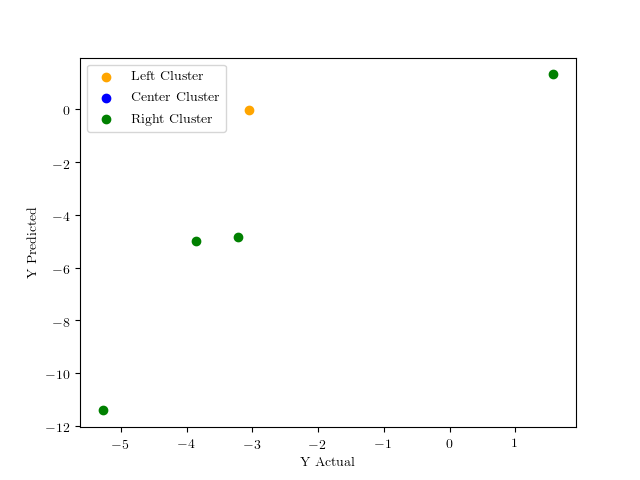 Left Cluster
Center Cluster
Right Cluster
0
−2
−4
−6
−8
−10
−12
Y Predicted
−5 −4 −3 −2 −1 0 1
Y Actual